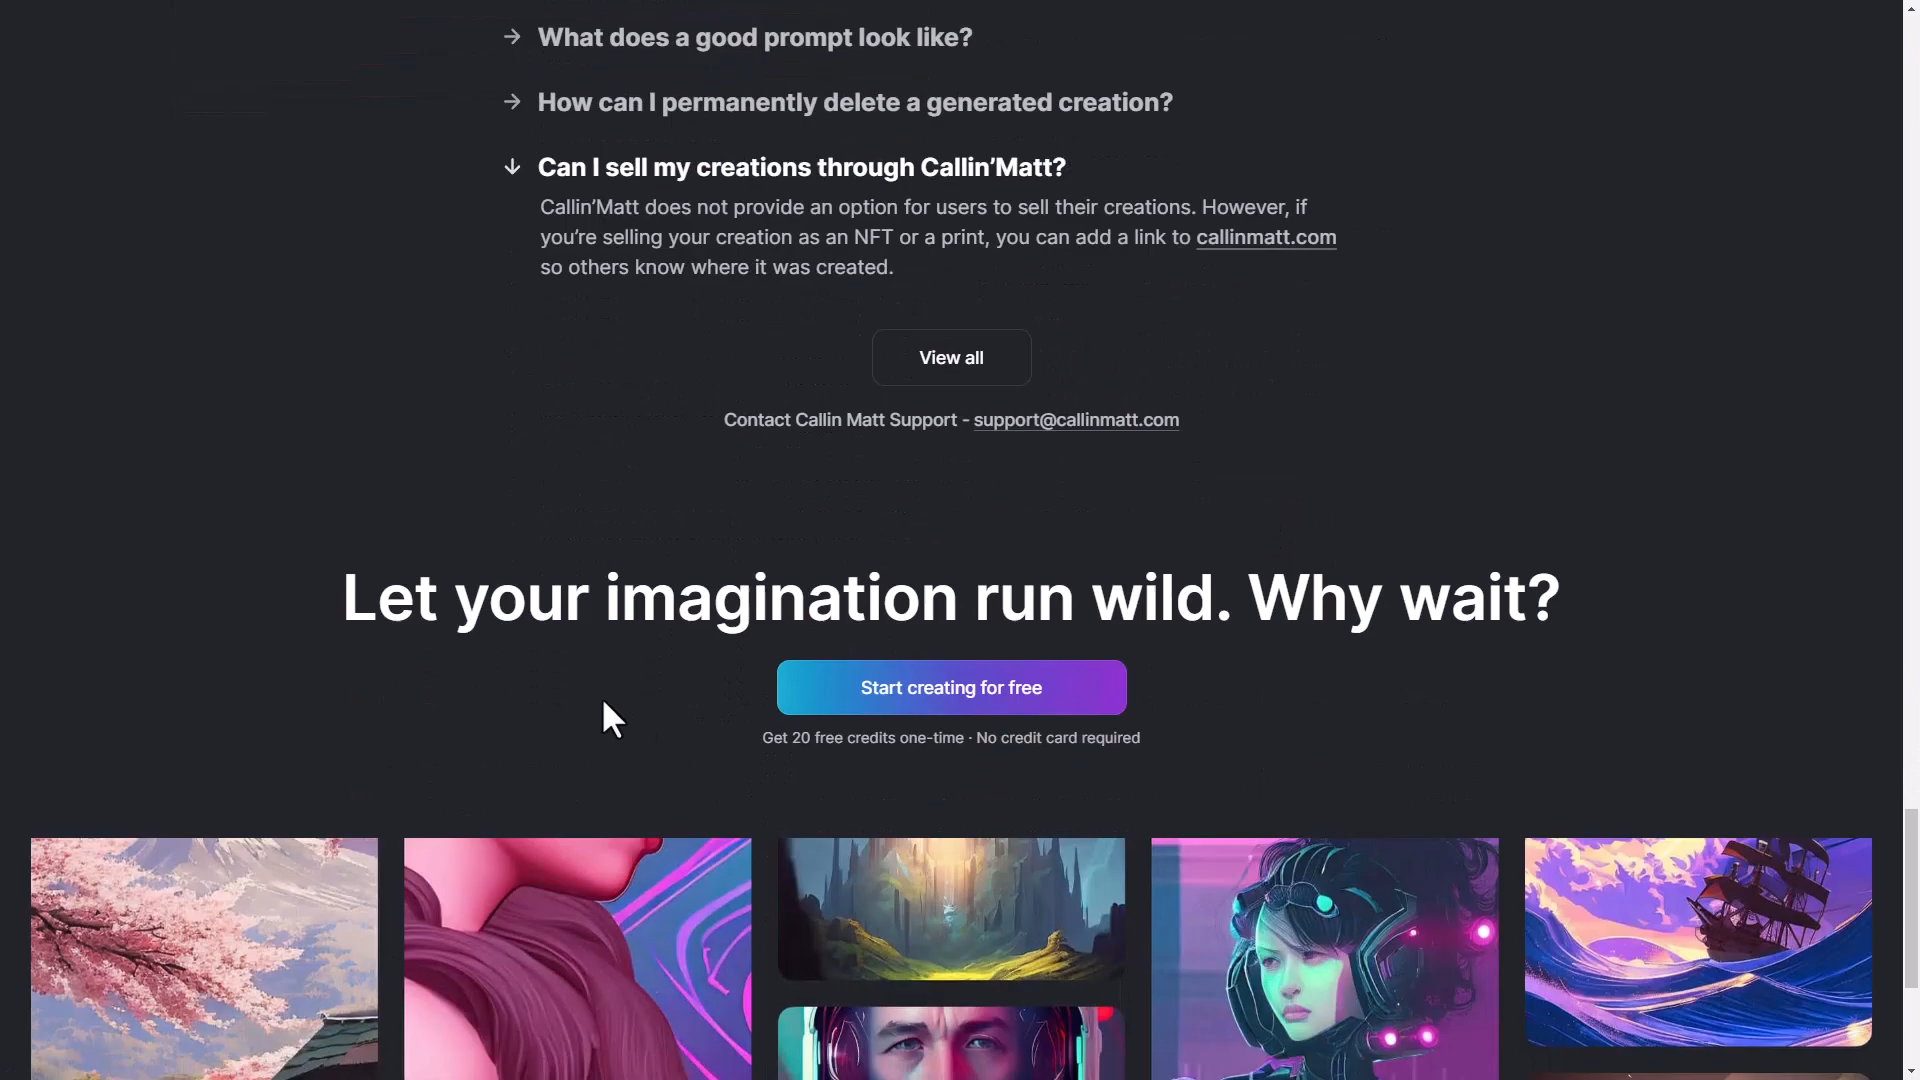 What does a good prompt look like?
How can I permanently delete a generated creation?
Can I sell my creations through Callin’Matt?
Callin’Matt does not provide an option for users to sell their creations. However, if
you’re selling your creation as an NFT or a print, you can add a link to callinmatt.com
so others know where it was created.
View all
Contact Callin Matt Support - support@callinmatt.com
Let your imagination run wild. Why wait?
Start creating for free
Get 20 free credits one-time · No credit card required